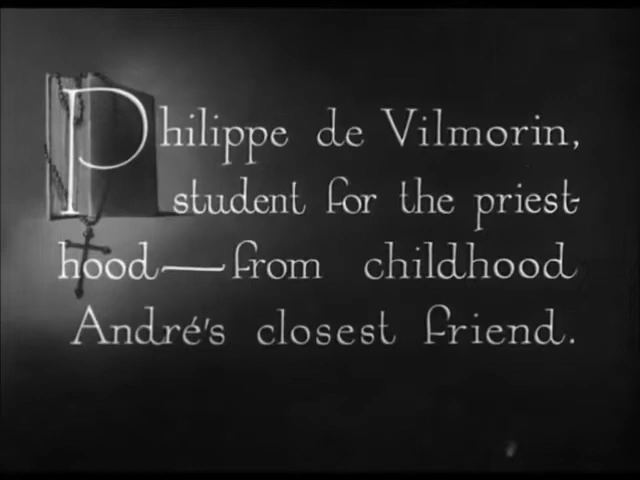 Philippe de Vilmorin,
student for the priest-
hood—from childhood
André's closest friend.